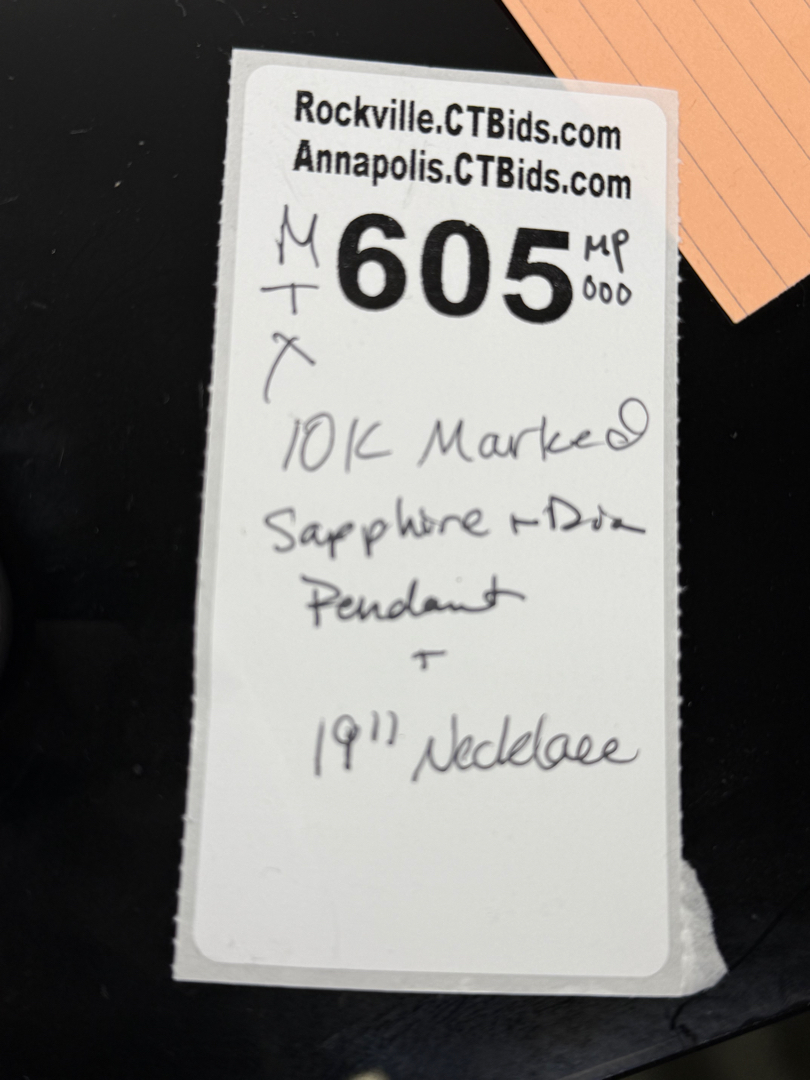 Rockville.CTBids.com
Annapolis.CTBids.com
M 605 MP
T 000
X
10K Marked
Sapphire + Dia
Pendant
+
19" Necklace